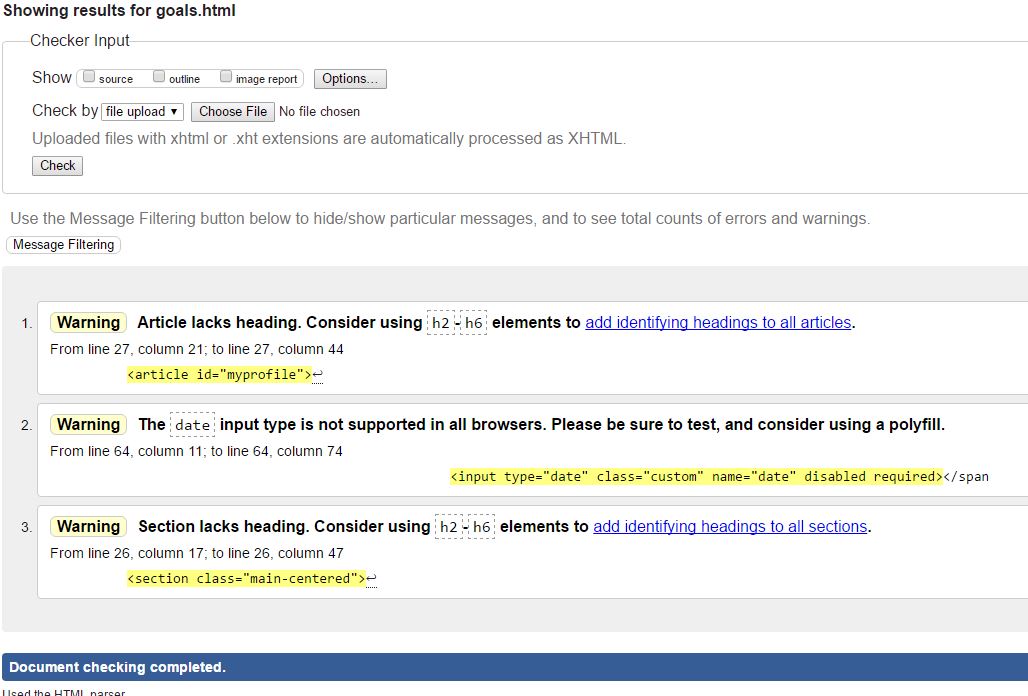 Showing results for goals.html
Checker Input
Show source outline image report Options...
Check by file upload ▼ Choose File No file chosen
Uploaded files with xhtml or .xht extensions are automatically processed as XHTML.
Check
Use the Message Filtering button below to hide/show particular messages, and to see total counts of errors and warnings.
Message Filtering
1. Warning Article lacks heading. Consider using h2-h6 elements to add identifying headings to all articles.
From line 27, column 21; to line 27, column 44
<article id="myprofile">↩
2. Warning The date input type is not supported in all browsers. Please be sure to test, and consider using a polyfill.
From line 64, column 11; to line 64, column 74
<input type="date" class="custom" name="date" disabled required></span
3. Warning Section lacks heading. Consider using h2-h6 elements to add identifying headings to all sections.
From line 26, column 17; to line 26, column 47
<section class="main-centered">↩
Document checking completed.
Used the HTML parser